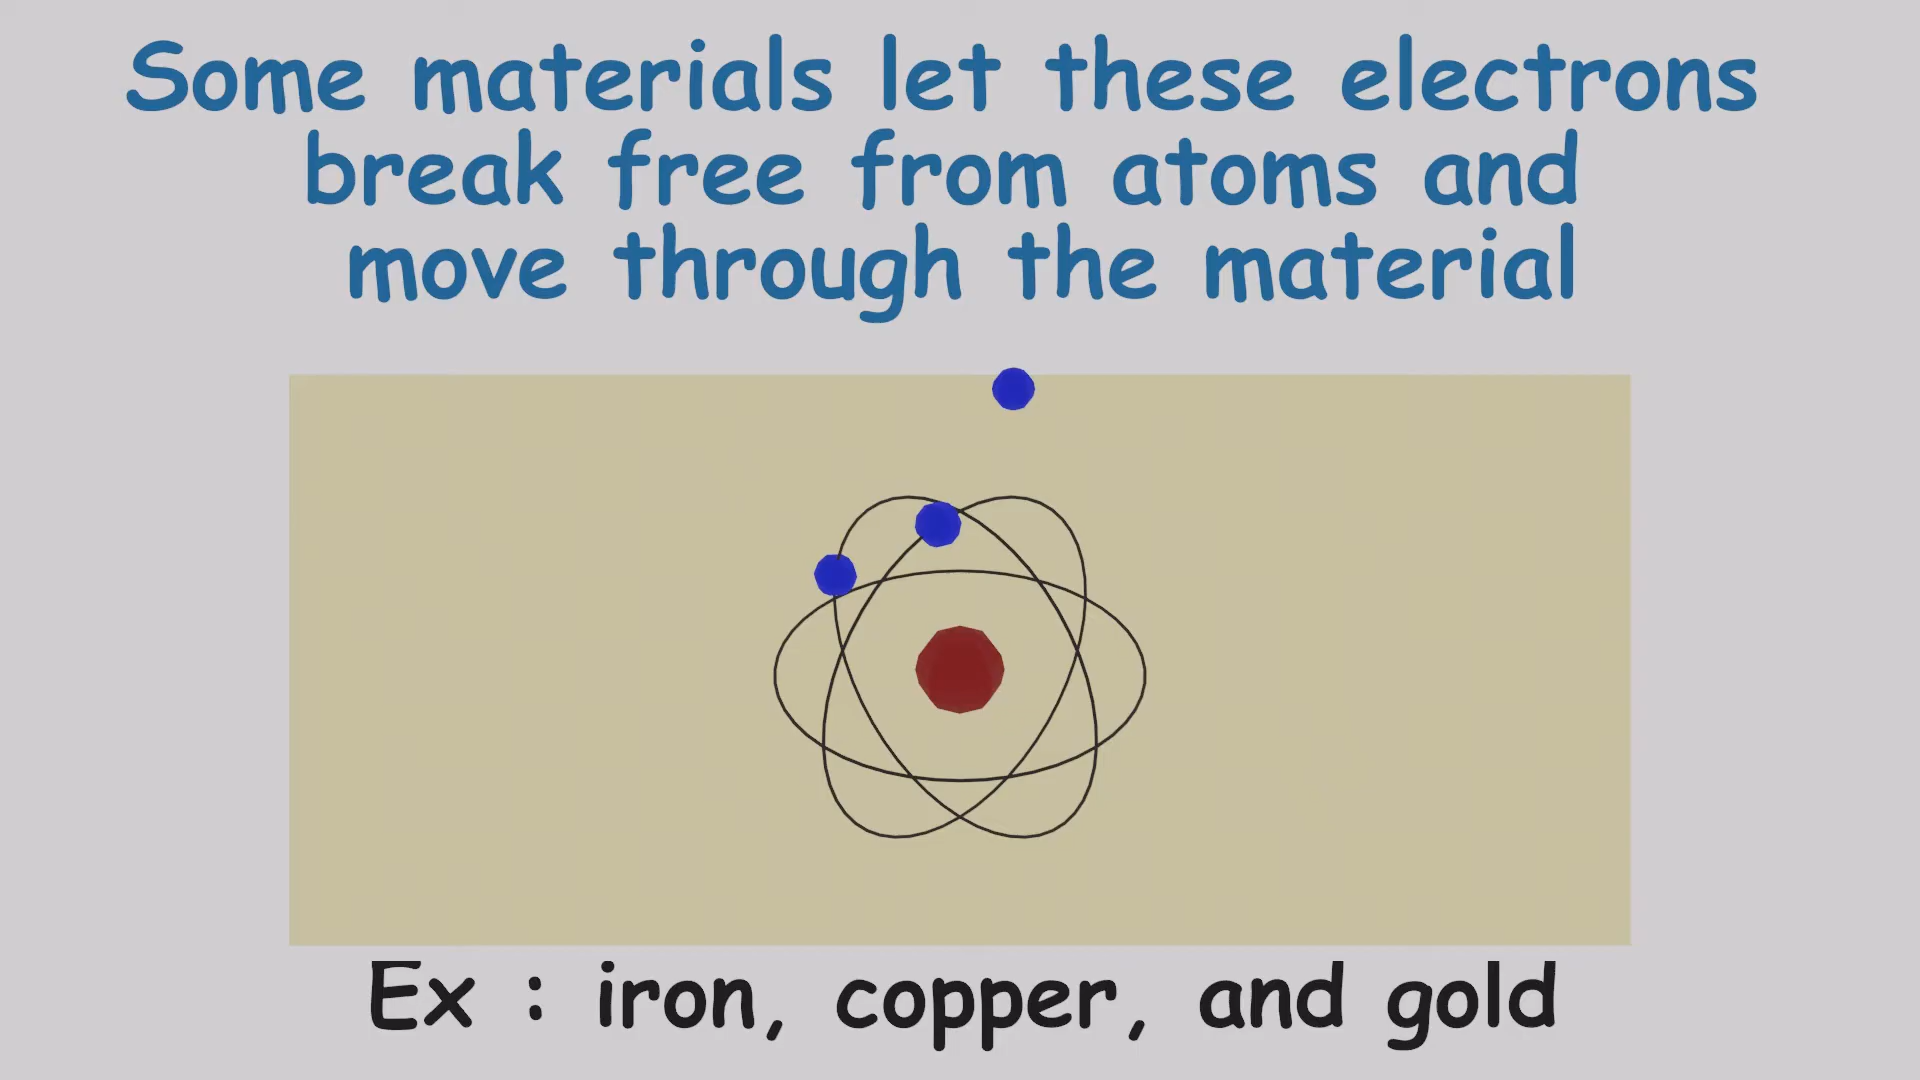 Some materials let these electrons
break free from atoms and
move through the material
Ex : iron, copper, and gold